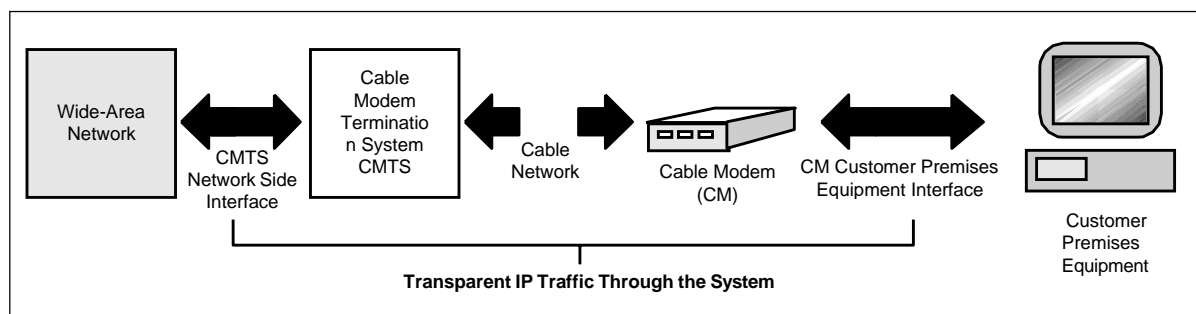 Wide-Area
Network
CMTS
Network Side
Interface
Cable
Modem
Terminatio
n System
CMTS
Cable
Network
Cable Modem
(CM)
CM Customer Premises
Equipment Interface
Customer
Premises
Equipment
Transparent IP Traffic Through the System